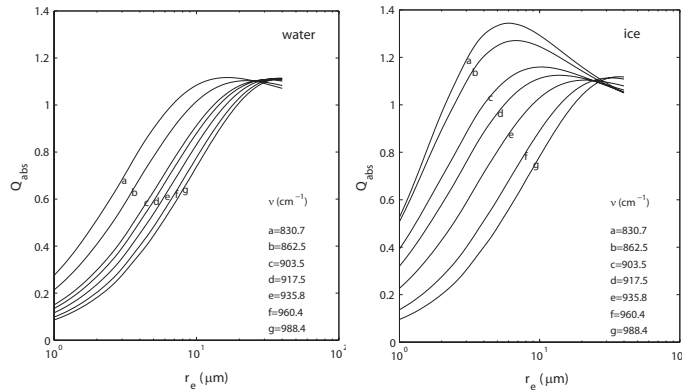 water
1.4
1.2
1
0.8
0.6
0.4
0.2
0
Q_abs
a
b
c
d
e
f
g
ν (cm⁻¹)
a=830.7
b=862.5
c=903.5
d=917.5
e=935.8
f=960.4
g=988.4
10⁰
10¹
10²
r_e (μm)
ice
1.4
1.2
1
0.8
0.6
0.4
0.2
0
Q_abs
a
b
c
d
e
f
g
ν (cm⁻¹)
a=830.7
b=862.5
c=903.5
d=917.5
e=935.8
f=960.4
g=988.4
10⁰
10¹
10²
r_e (μm)